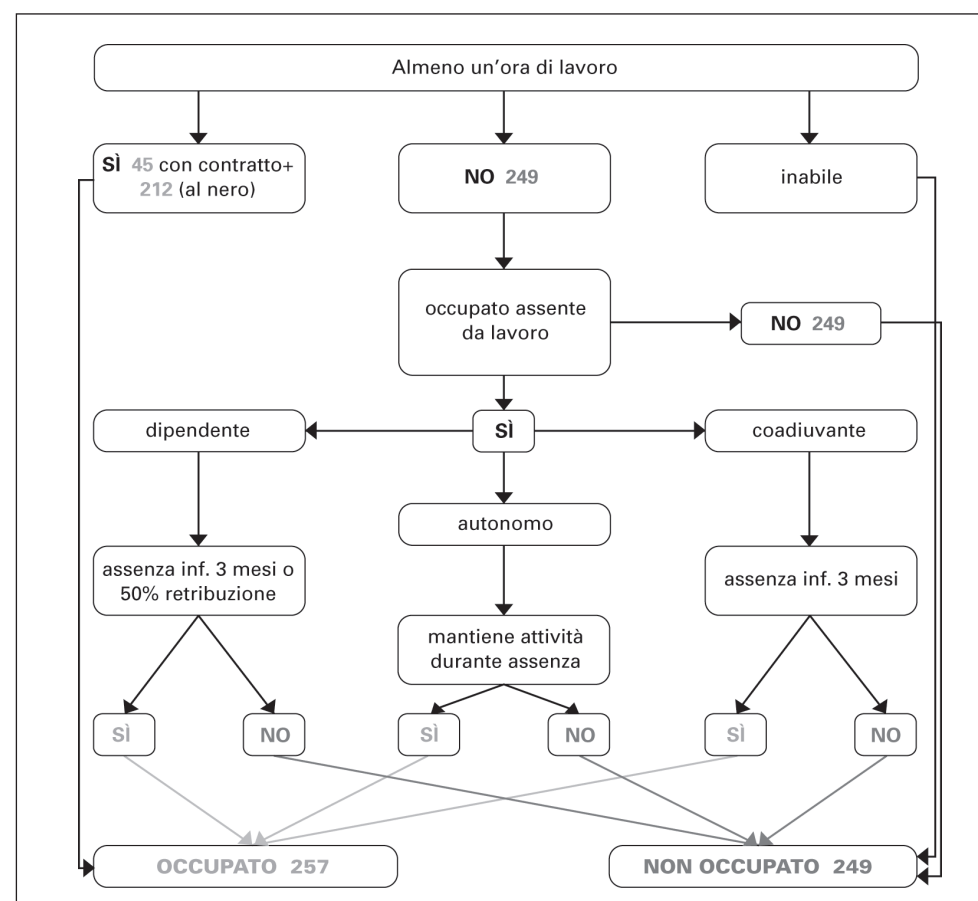 Almeno un'ora di lavoro
SÌ 45 con contratto+
212 (al nero)
NO 249
inabile
occupato assente
da lavoro
NO 249
dipendente
SÌ
coadiuvante
autonomo
assenza inf. 3 mesi o
50% retribuzione
assenza inf. 3 mesi
mantiene attività
durante assenza
SÌ
NO
SÌ
NO
SÌ
NO
OCCUPATO 257
NON OCCUPATO 249